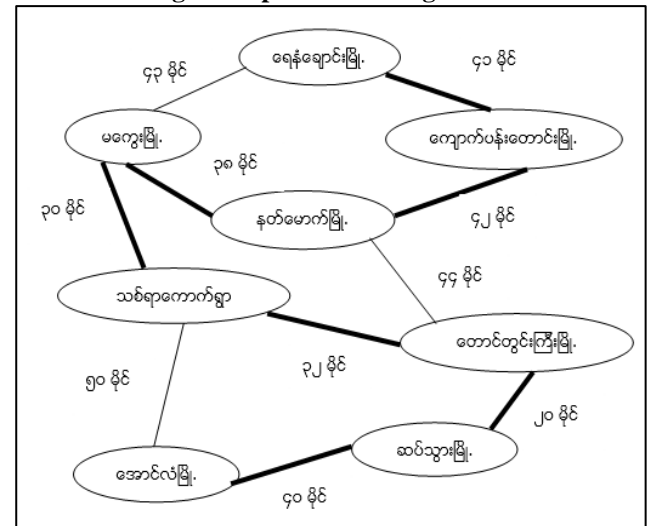 ရေနံချောင်းမြို့
၄၃ မိုင်
၄၁ မိုင်
မကွေးမြို့
ကျောက်ပန်းတောင်းမြို့
၃၈ မိုင်
၃၀ မိုင်
နတ်မောက်မြို့
၄၂ မိုင်
၄၄ မိုင်
သစ်ရာကောက်ရွာ
တောင်တွင်းကြီးမြို့
၃၂ မိုင်
၅၀ မိုင်
၂၀ မိုင်
ဆပ်သွားမြို့
အောင်လံမြို့
၄၀ မိုင်